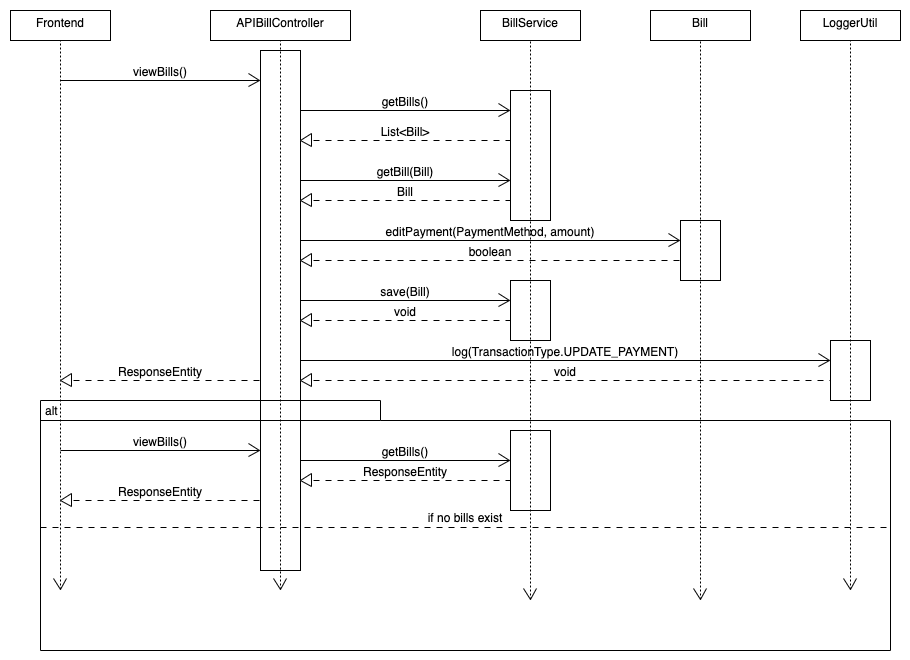 Frontend
APIBillController
BillService
Bill
LoggerUtil
viewBills()
getBills()
List<Bill>
getBill(Bill)
Bill
editPayment(PaymentMethod, amount)
boolean
save(Bill)
void
log(TransactionType.UPDATE_PAYMENT)
ResponseEntity
void
alt
viewBills()
getBills()
ResponseEntity
ResponseEntity
if no bills exist